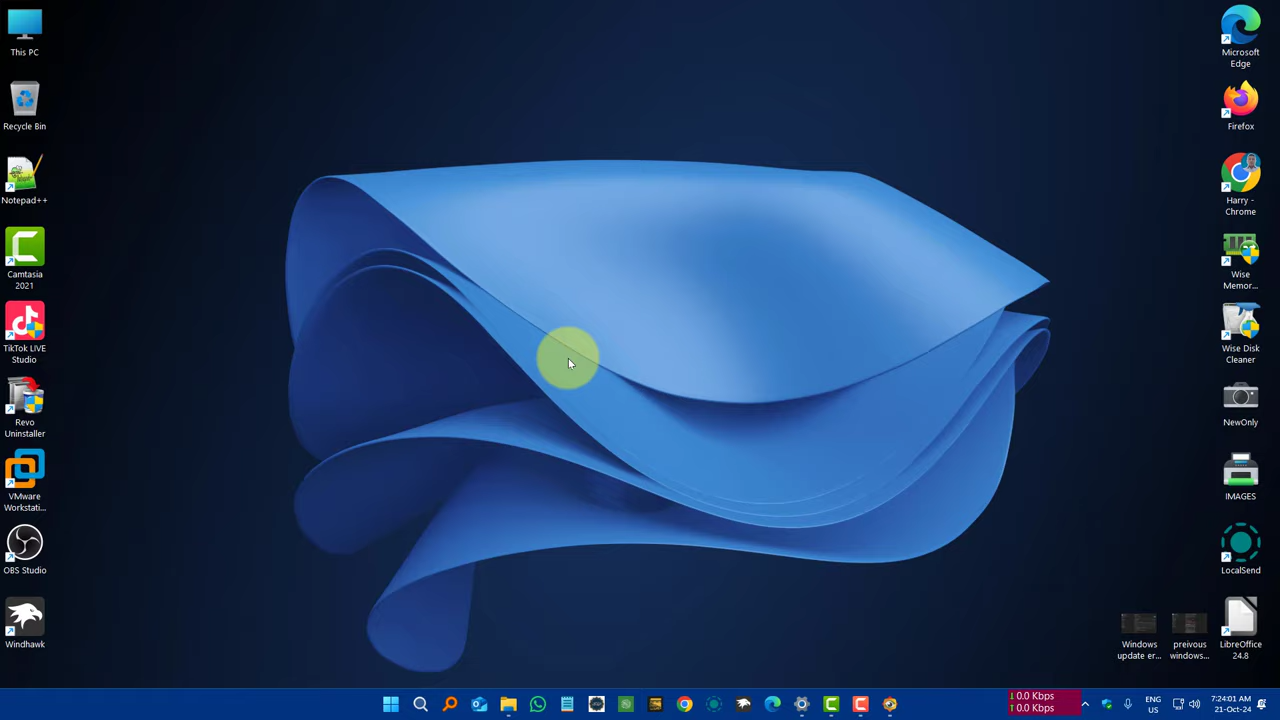 This PC
Recycle Bin
Notepad++
Camtasia
2021
TikTok LIVE
Studio
Revo
Uninstaller
VMware
Workstati...
OBS Studio
Windhawk
Microsoft
Edge
Firefox
Harry -
Chrome
Wise
Memor...
Wise Disk
Cleaner
NewOnly
IMAGES
LocalSend
Windows
update er...
preivous
windows...
LibreOffice
24.8
0.0 Kbps
0.0 Kbps
ENG
US
7:24:01 AM
21-Oct-24